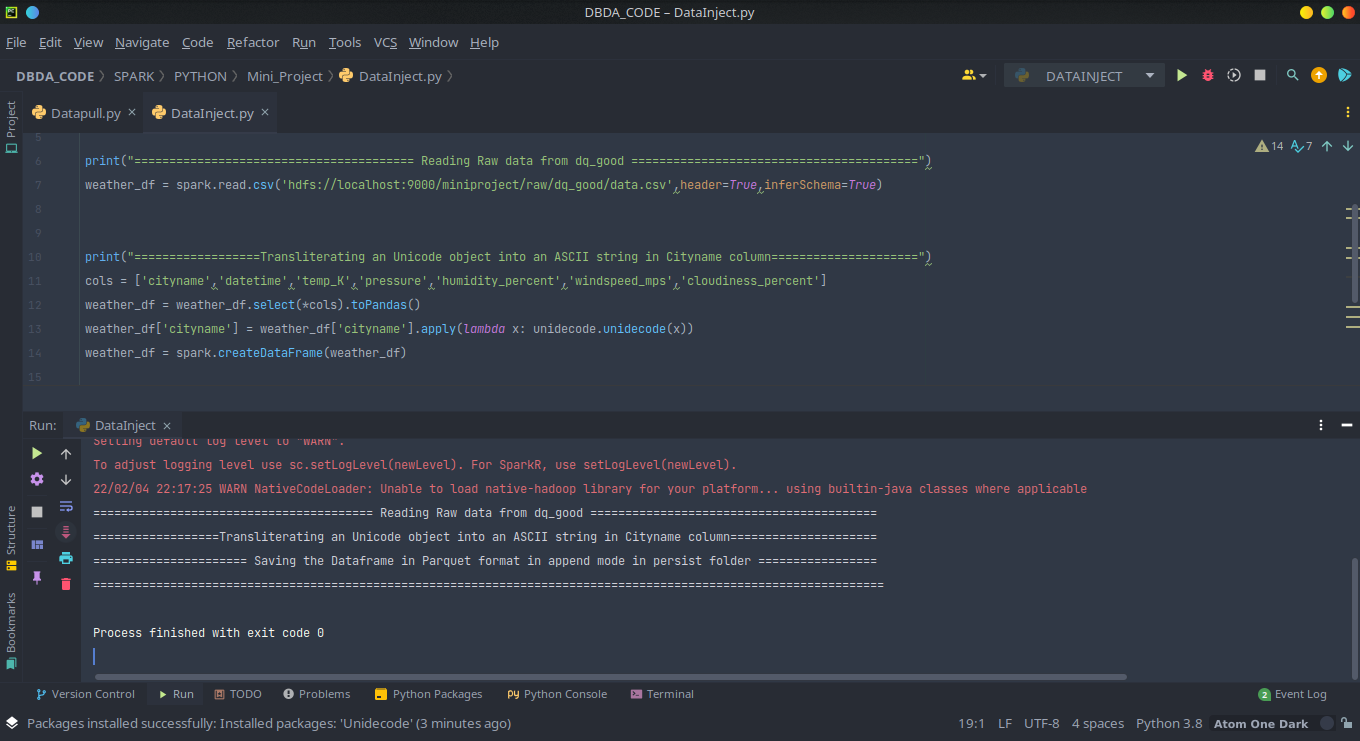 DBDA_CODE – DataInject.py
File Edit View Navigate Code Refactor Run Tools VCS Window Help
DBDA_CODE SPARK PYTHON Mini_Project DataInject.py DATAINJECT
Project
Datapull.py DataInject.py
5
6 print("======================================== Reading Raw data from dq_good =========================================") 14 7
7 weather_df = spark.read.csv('hdfs://localhost:9000/miniproject/raw/dq_good/data.csv',header=True,inferSchema=True)
8
9
10 print("==================Transliterating an Unicode object into an ASCII string in Cityname column=====================")
11 cols = ['cityname','datetime','temp_K','pressure','humidity_percent','windspeed_mps','cloudiness_percent']
12 weather_df = weather_df.select(*cols).toPandas()
13 weather_df['cityname'] = weather_df['cityname'].apply(lambda x: unidecode.unidecode(x))
14 weather_df = spark.createDataFrame(weather_df)
15
Run: DataInject
Setting default log level to "WARN".
To adjust logging level use sc.setLogLevel(newLevel). For SparkR, use setLogLevel(newLevel).
22/02/04 22:17:25 WARN NativeCodeLoader: Unable to load native-hadoop library for your platform... using builtin-java classes where applicable
======================================== Reading Raw data from dq_good =========================================
==================Transliterating an Unicode object into an ASCII string in Cityname column=====================
====================== Saving the Dataframe in Parquet format in append mode in persist folder =================
=================================================================================================================
Process finished with exit code 0
Structure
Bookmarks
Version Control Run TODO Problems Python Packages Python Console Terminal 2 Event Log
Packages installed successfully: Installed packages: 'Unidecode' (3 minutes ago) 19:1 LF UTF-8 4 spaces Python 3.8 Atom One Dark